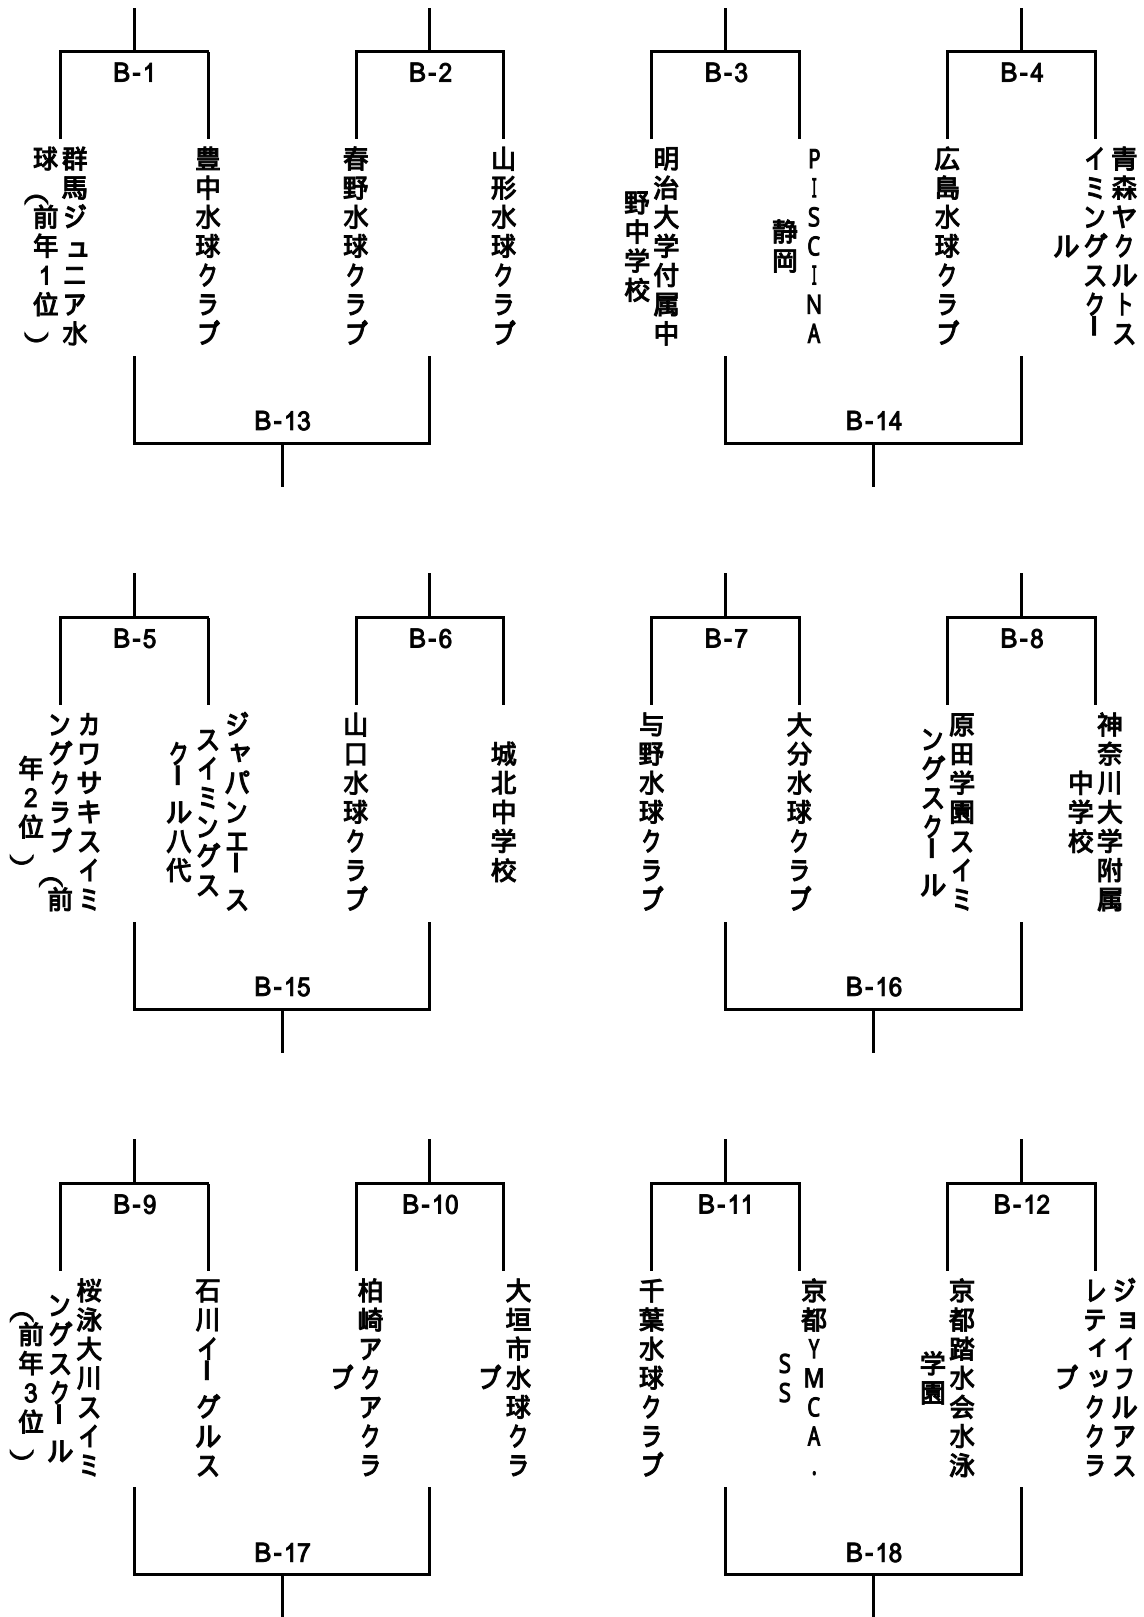 B-1
B-2
B-3
B-4
群馬ジュニア水
球(前年1位)
豊中水球クラブ
春野水球クラブ
山形水球クラブ
明治大学付属中
野中学校
PISCINA
静岡
広島水球クラブ
青森ヤクルトス
イミングスクー
ル
B-13
B-14
B-5
B-6
B-7
B-8
カワサキスイミ
ングクラブ(前
年2位)
ジャパンエース
スイミングス
クール八代
山口水球クラブ
城北中学校
与野水球クラブ
大分水球クラブ
原田学園スイミ
ングスクール
神奈川大学附属
中学校
B-15
B-16
B-9
B-10
B-11
B-12
桜泳大川スイミ
ングスクール
(前年3位)
石川イーグルス
柏崎アクアクラ
ブ
大垣市水球クラ
ブ
千葉水球クラブ
京都YMCA.
SS
京都踏水会水泳
学園
ジョイフルアス
レティッククラ
ブ
B-17
B-18